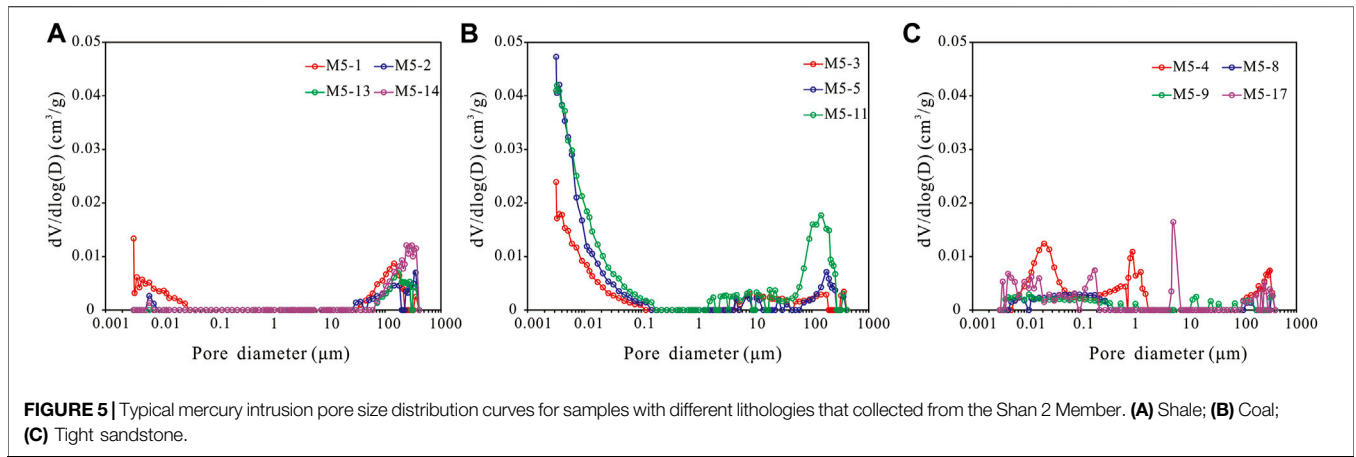 A
0.05
0.04
0.03
0.02
0.01
0
dV/dlog(D) (cm³/g)
M5-1 M5-2
M5-13 M5-14
0.001 0.01 0.1 1 10 100 1000
Pore diameter (μm)
B
0.05
0.04
0.03
0.02
0.01
0
dV/dlog(D) (cm³/g)
M5-3
M5-5
M5-11
0.001 0.01 0.1 1 10 100 1000
Pore diameter (μm)
C
0.05
0.04
0.03
0.02
0.01
0
dV/dlog(D) (cm³/g)
M5-4 M5-8
M5-9 M5-17
0.001 0.01 0.1 1 10 100 1000
Pore diameter (μm)
FIGURE 5 | Typical mercury intrusion pore size distribution curves for samples with different lithologies that collected from the Shan 2 Member. (A) Shale; (B) Coal;
(C) Tight sandstone.